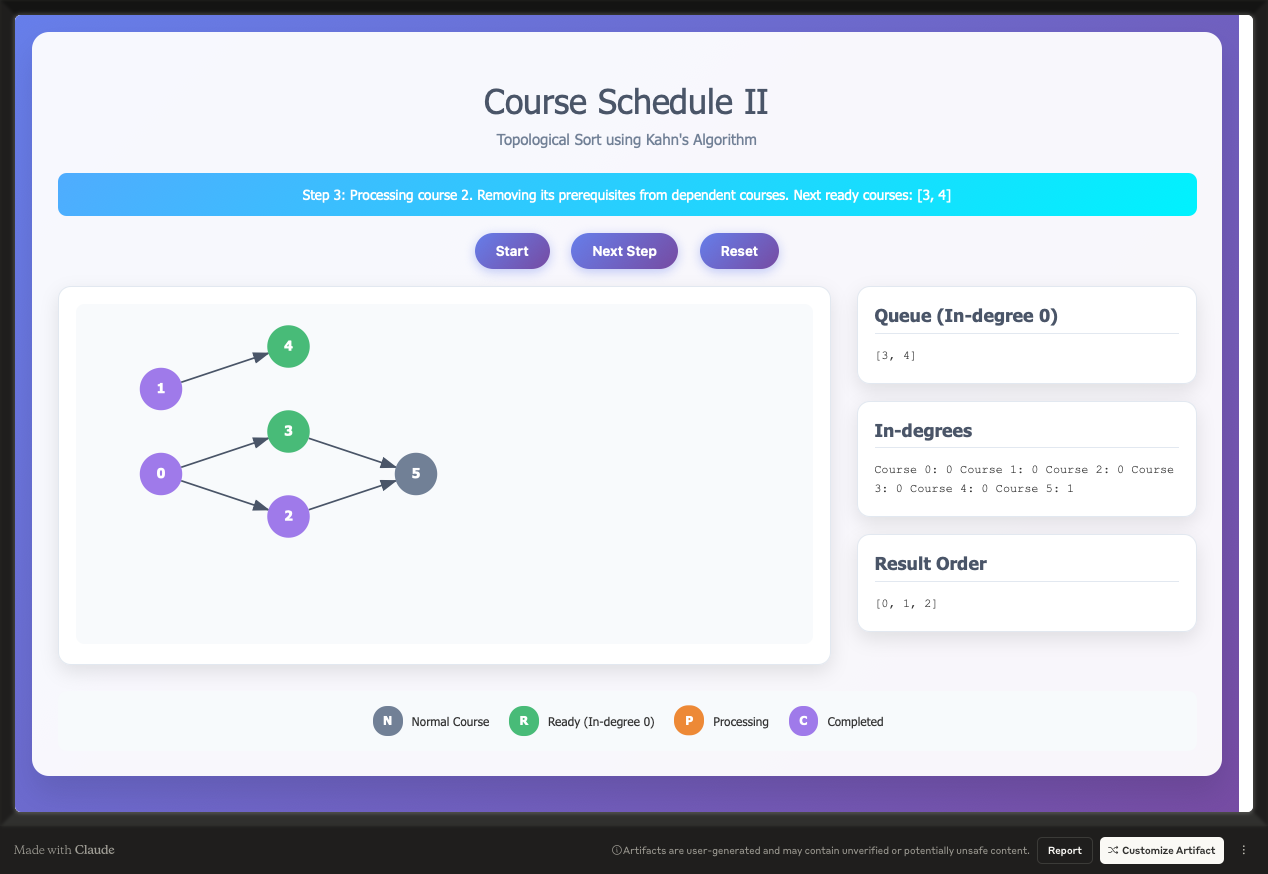 Course Schedule II
Topological Sort using Kahn's Algorithm
Step 3: Processing course 2. Removing its prerequisites from dependent courses. Next ready courses: [3, 4]
Start
Next Step
Reset
4
1
3
0
5
2
Queue (In-degree 0)
[3, 4]
In-degrees
Course 0: 0 Course 1: 0 Course 2: 0 Course
3: 0 Course 4: 0 Course 5: 1
Result Order
[0, 1, 2]
N Normal Course
R Ready (In-degree 0)
P Processing
C Completed
Made with Claude
Artifacts are user-generated and may contain unverified or potentially unsafe content.
Report
Customize Artifact